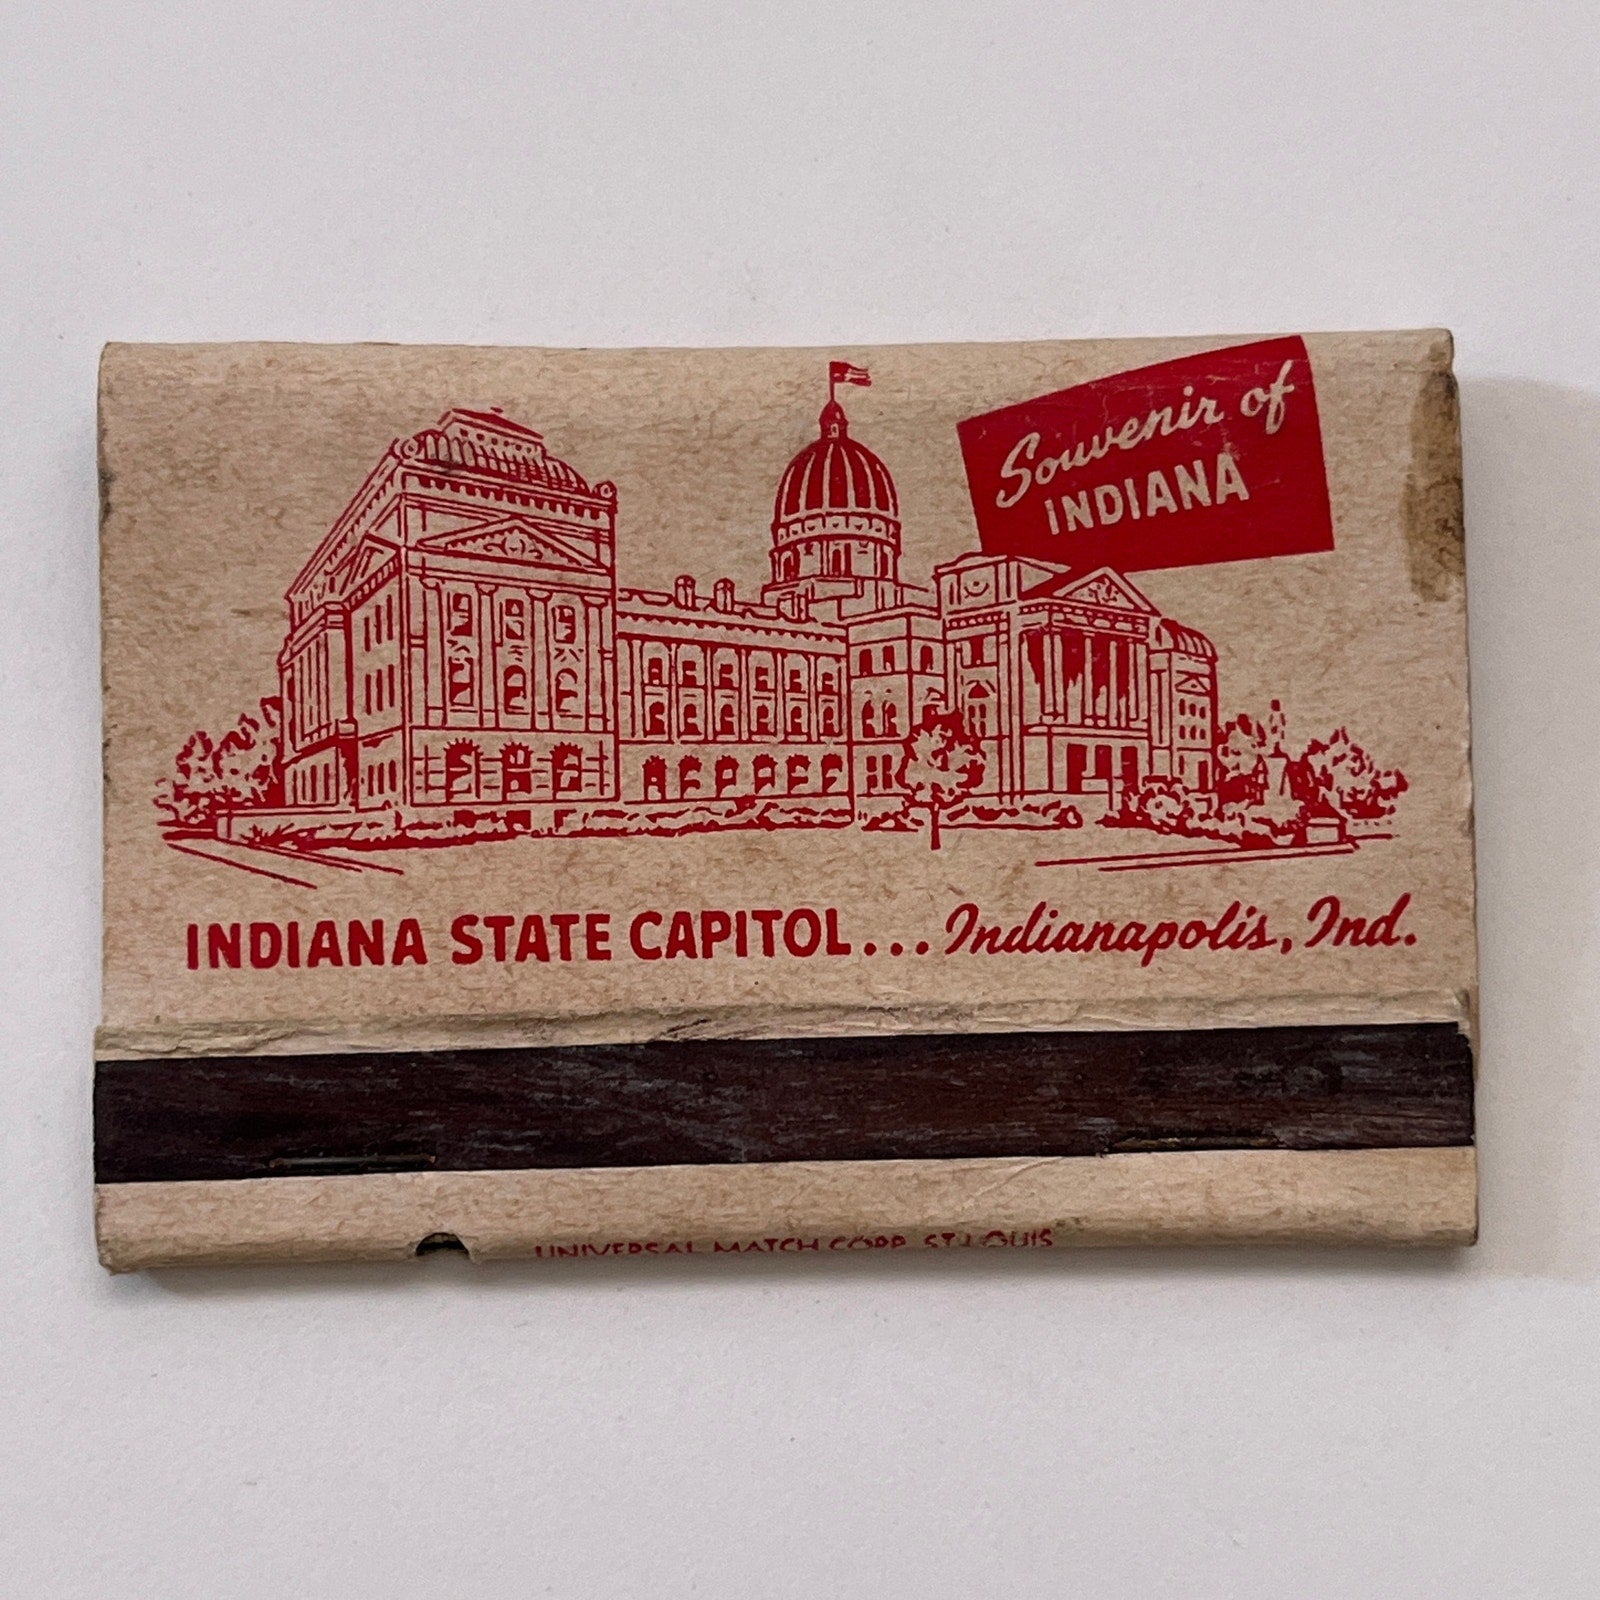 Souvenir of
INDIANA
INDIANA STATE CAPITOL... Indianapolis, Ind.
UNIVERSAL MATCH CORP. ST. LOUIS